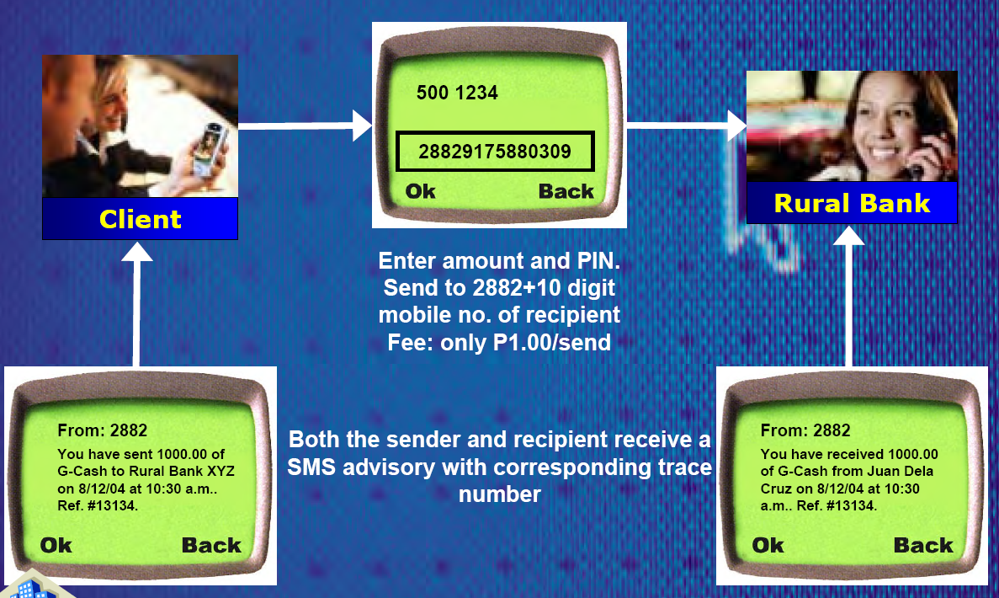 500 1234
28829175880309
Ok Back
Client
Rural Bank
Enter amount and PIN.
Send to 2882+10 digit
mobile no. of recipient
Fee: only P1.00/send
From: 2882
You have sent 1000.00 of
G-Cash to Rural Bank XYZ
on 8/12/04 at 10:30 a.m..
Ref. #13134.
Ok Back
Both the sender and recipient receive a
SMS advisory with corresponding trace
number
From: 2882
You have received 1000.00
of G-Cash from Juan Dela
Cruz on 8/12/04 at 10:30
a.m.. Ref. #13134.
Ok Back